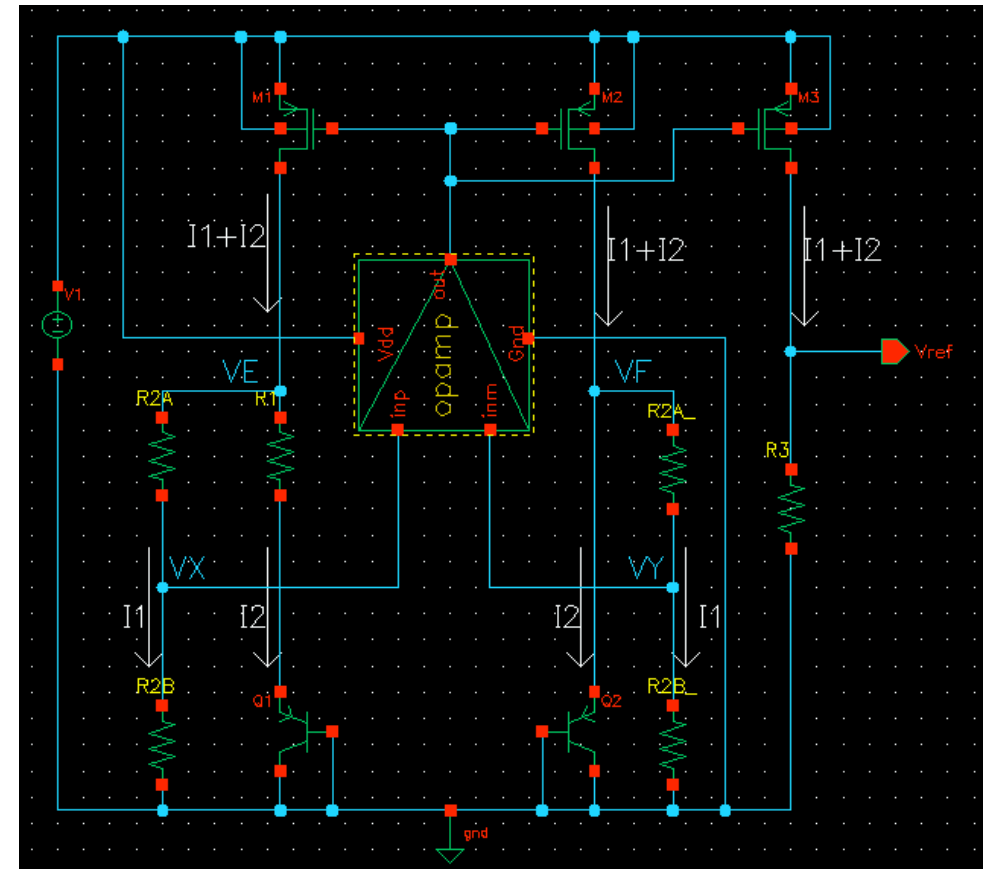 M1
M2
M3
I1+I2
I1+I2
I1+I2
V1
out
Vdd
opamp
Gnd
inp
inm
Vref
VE
VF
R2A
R1
R2A_
R3
VX
VY
I1
I2
I2
I1
R2B
Q1
Q2
R2B_
gnd